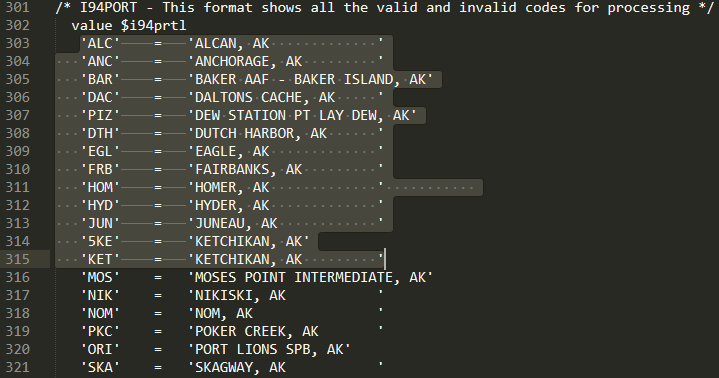 301 /* I94PORT - This format shows all the valid and invalid codes for processing */
302 value $i94prtl
303 'ALC' = 'ALCAN, AK '
304 'ANC' = 'ANCHORAGE, AK '
305 'BAR' = 'BAKER AAF - BAKER ISLAND, AK'
306 'DAC' = 'DALTONS CACHE, AK '
307 'PIZ' = 'DEW STATION PT LAY DEW, AK'
308 'DTH' = 'DUTCH HARBOR, AK '
309 'EGL' = 'EAGLE, AK '
310 'FRB' = 'FAIRBANKS, AK '
311 'HOM' = 'HOMER, AK '
312 'HYD' = 'HYDER, AK '
313 'JUN' = 'JUNEAU, AK '
314 '5KE' = 'KETCHIKAN, AK'
315 'KET' = 'KETCHIKAN, AK '
316 'MOS' = 'MOSES POINT INTERMEDIATE, AK'
317 'NIK' = 'NIKISKI, AK '
318 'NOM' = 'NOM, AK '
319 'PKC' = 'POKER CREEK, AK '
320 'ORI' = 'PORT LIONS SPB, AK'
321 'SKA' = 'SKAGWAY, AK '